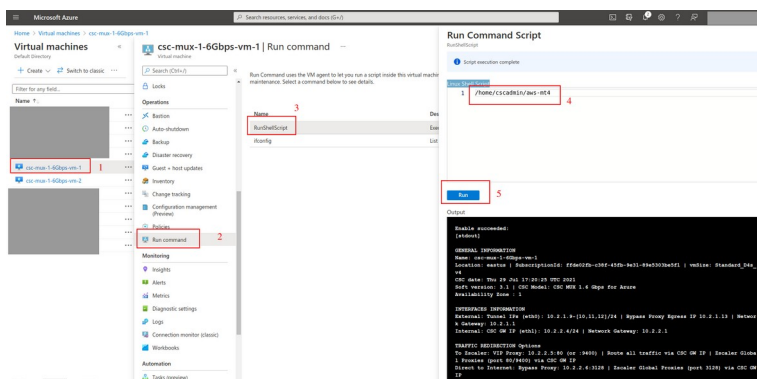 Microsoft Azure
Search resources, services, and docs (G+/)
Home > Virtual machines > csc-mux-1-6Gbps-vm-1
Virtual machines
Default Directory
+ Create
Switch to classic
Filter for any field...
Name ↑↓
csc-mux-1-6Gbps-vm-1
1
csc-mux-1-6Gbps-vm-2
csc-mux-1-6Gbps-vm-1 | Run command
Virtual machine
Search (Ctrl+/)
Locks
Operations
Bastion
Auto-shutdown
Backup
Disaster recovery
Guest + host updates
Inventory
Change tracking
Configuration management
(Preview)
Policies
Run command
2
Monitoring
Insights
Alerts
Metrics
Diagnostic settings
Logs
Connection monitor (classic)
Workbooks
Automation
Tasks (preview)
Run Command uses the VM agent to let you run a script inside this virtual machin
maintenance. Select a command below to see details.
3
Name
Des
RunShellScript
Exec
ifconfig
List
Run Command Script
RunShellScript
Script execution complete
Linux Shell Script
1 /home/cscadmin/aws-mt4
4
Run
5
Output
Enable succeeded:
[stdout]
GENERAL INFORMATION
Name: csc-mux-1-6Gbps-vm-1
Location: eastus | SubscriptionId: ffde02fb-c38f-45fb-8e31-89e5303be5f1 | vmSize: Standard_D4s_
v4
CSC date: Thu 29 Jul 17:20:25 UTC 2021
Soft version: 3.1 | CSC Model: CSC MUX 1.6 Gbps for Azure
Availability Zone : 1
INTERFACES INFORMATION
External: Tunnel IPs (eth0): 10.2.1.9-[10,11,12]/24 | Bypass Proxy Egress IP 10.2.1.13 | Networ
k Gateway: 10.2.1.1
Internal: CSC GW IP (eth1): 10.2.2.4/24 | Network Gateway: 10.2.2.1
TRAFFIC REDIRECTION Options
To Zscaler: VIP Proxy: 10.2.2.5:80 (or :9400) | Route all traffic via CSC GW IP | Zscaler Globa
l Proxies (port 80/9400) via CSC GW IP
Direct to Internet: Bypass Proxy: 10.2.2.6:3128 | Zscaler Global Proxies (port 3128) via CSC GW
IP